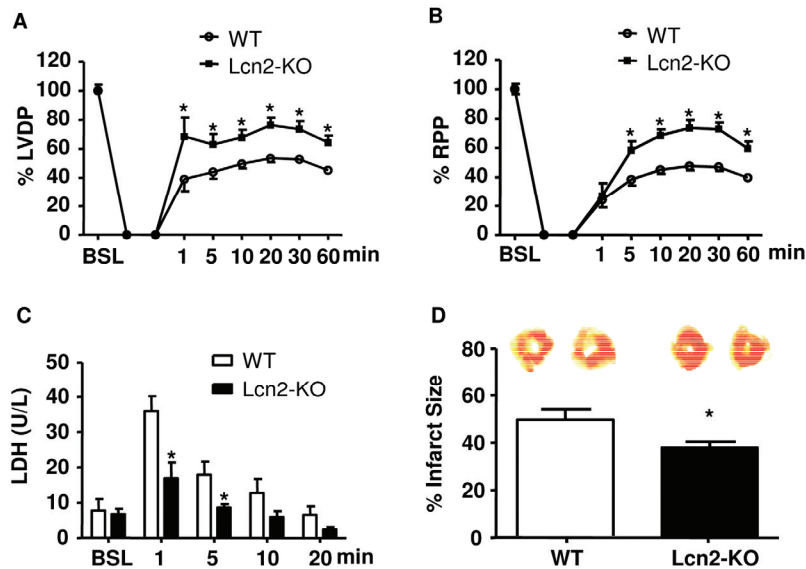 A
WT
Lcn2-KO
% LVDP
120
100
80
60
40
20
0
* * * * * *
BSL 1 5 10 20 30 60 min
B
WT
Lcn2-KO
% RPP
120
100
80
60
40
20
0
* * * * *
BSL 1 5 10 20 30 60 min
C
WT
Lcn2-KO
LDH (U/L)
50
40
30
20
10
0
* *
BSL 1 5 10 20 min
D
% Infarct Size
80
60
40
20
0
*
WT Lcn2-KO